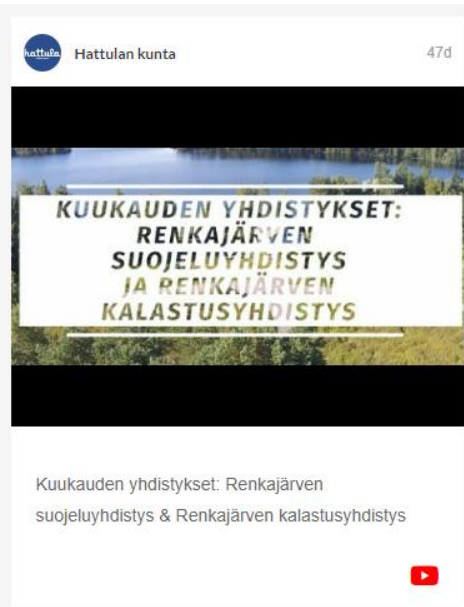 hattula
Hattulan kunta
47d
KUUKAUDEN YHDISTYKSET:
RENKAJÄRVEN
SUOJELUYHDISTYS
JA RENKAJÄRVEN
KALASTUSYHDISTYS
Kuukauden yhdistykset: Renkajärven
suojeluyhdistys & Renkajärven kalastusyhdistys